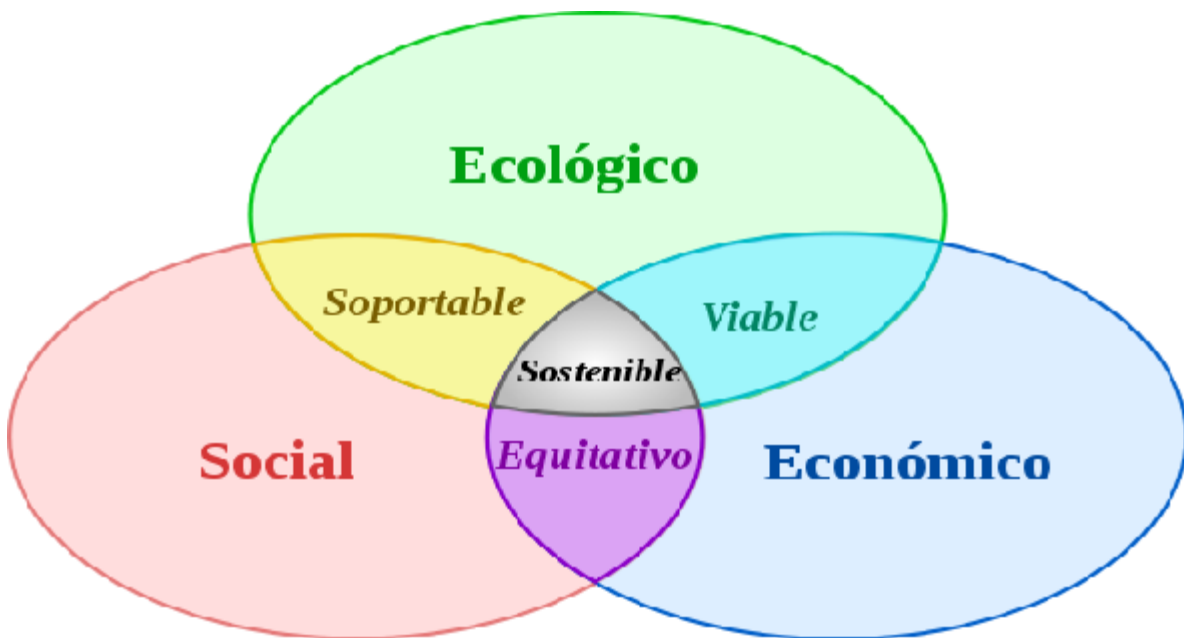 Ecológico
Soportable
Viable
Sostenible
Social
Equitativo
Económico